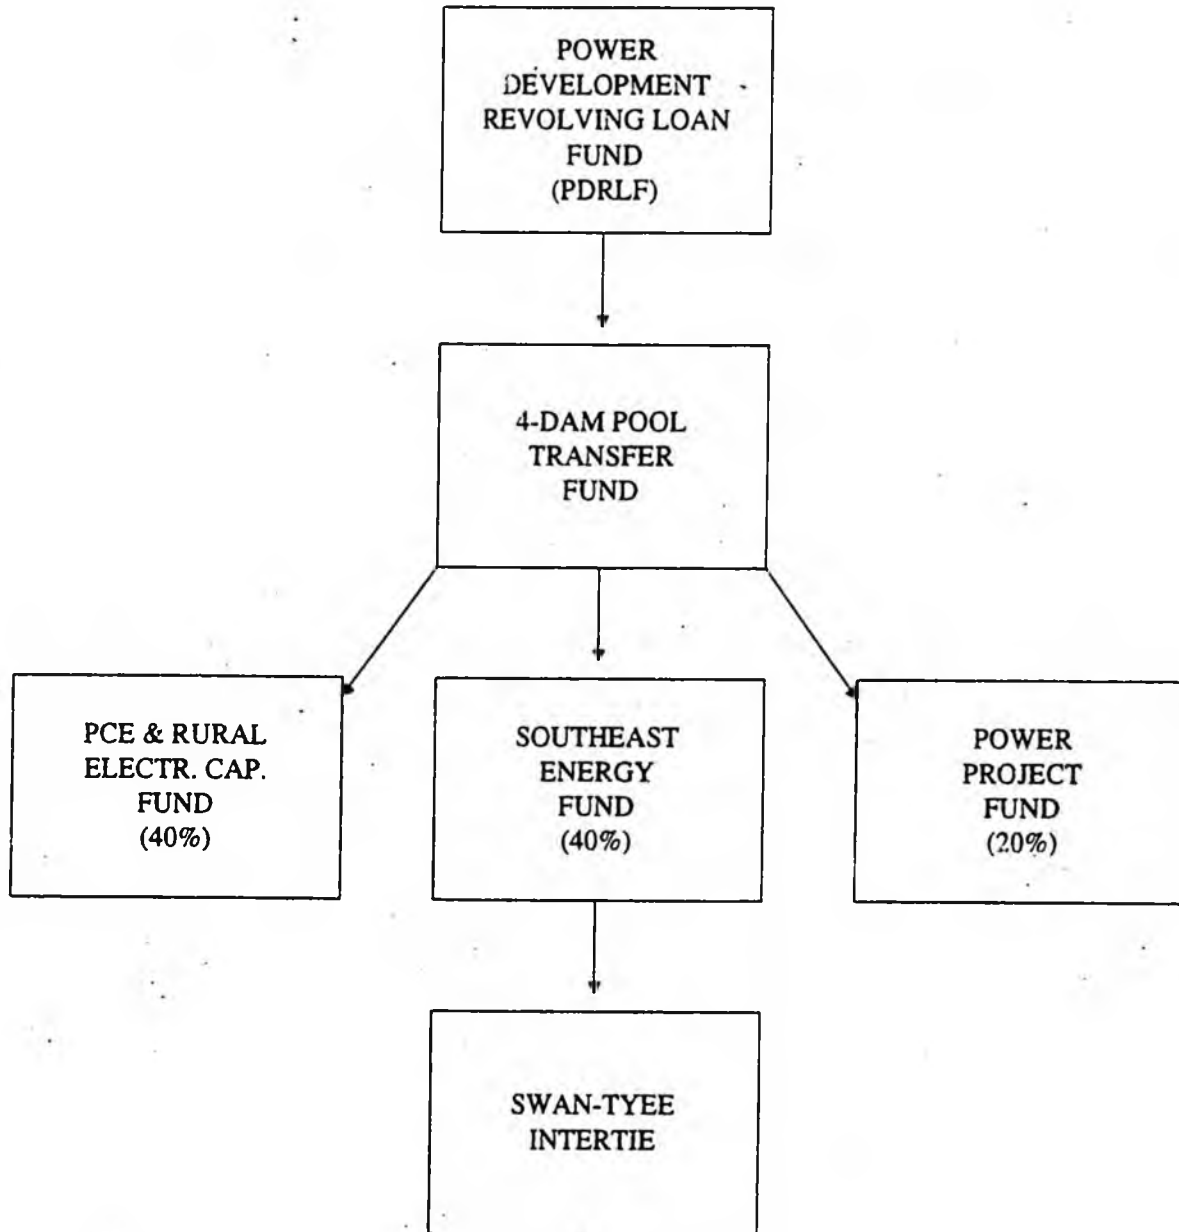 POWER
DEVELOPMENT
REVOLVING LOAN
FUND
(PDRLF)
4-DAM POOL
TRANSFER
FUND
PCE & RURAL
ELECTR. CAP.
FUND
(40%)
SOUTHEAST
ENERGY
FUND
(40%)
POWER
PROJECT
FUND
(20%)
SWAN-TYEE
INTERTIE